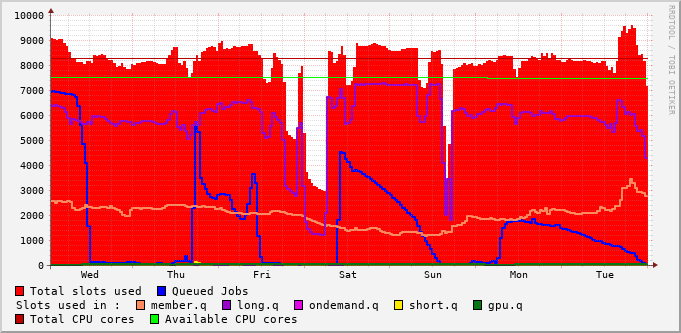 10000
9000
8000
7000
6000
5000
4000
3000
2000
1000
0
Wed Thu Fri Sat Sun Mon Tue
RRDTOOL / TOBI OETIKER
Total slots used Queued Jobs
Slots used in : member.q long.q ondemand.q short.q gpu.q
Total CPU cores Available CPU cores